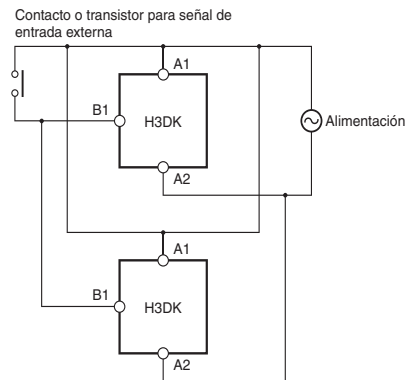 Contacto o transistor para señal de
entrada externa
A1
B1
H3DK
Alimentación
A2
A1
B1
H3DK
A2